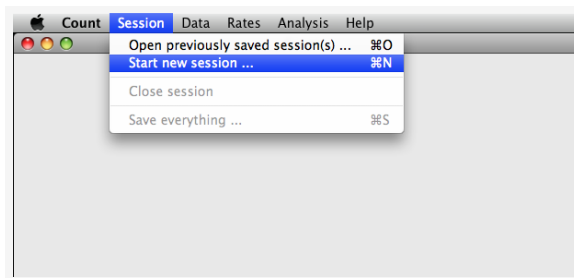 Count Session Data Rates Analysis Help
Open previously saved session(s) ... ⌘O
Start new session ... ⌘N
Close session
Save everything ... ⌘S